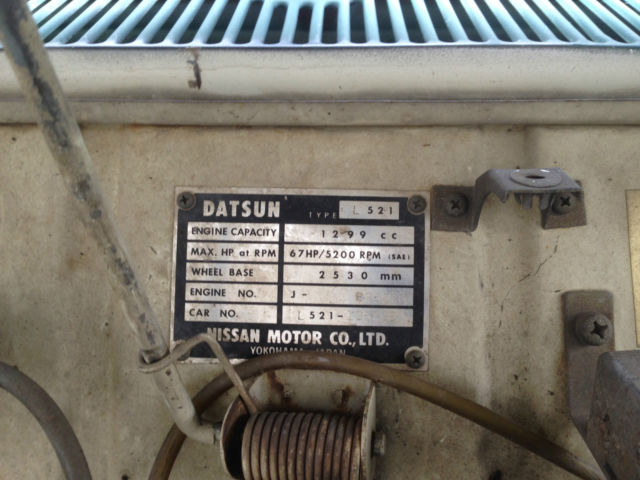 DATSUN TYPE L 521
ENGINE CAPACITY 1299 cc
MAX. HP at RPM 67HP/5200 RPM (SAE)
WHEEL BASE 2530 mm
ENGINE NO. J-
CAR NO. L521-
NISSAN MOTOR CO., LTD.
YOKOHAMA JAPAN